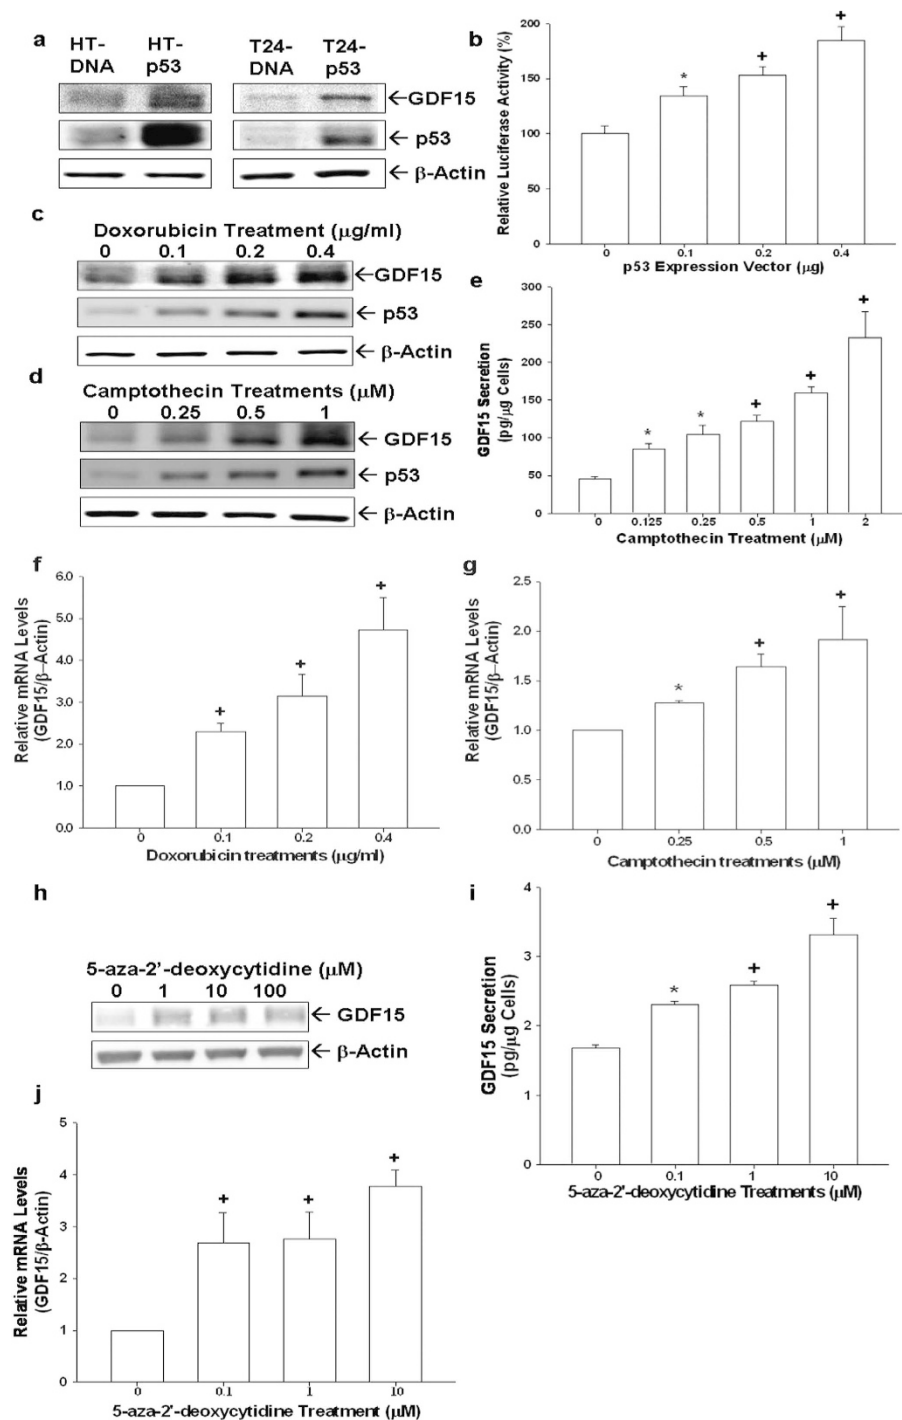 a
HT- HT- T24- T24-
DNA p53 DNA p53
←GDF15
← p53
← β-Actin
b
Relative Luciferase Activity (%)
200
150
100
50
0
* + +
0 0.1 0.2 0.4
p53 Expression Vector (μg)
c
Doxorubicin Treatment (μg/ml)
0 0.1 0.2 0.4
←GDF15
← p53
← β-Actin
d
Camptothecin Treatments (μM)
0 0.25 0.5 1
← GDF15
← p53
← β-Actin
e
GDF15 Secretion
(pg/μg Cells)
300
250
200
150
100
50
0
* * + + +
0 0.125 0.25 0.5 1 2
Camptothecin Treatment (μM)
f
Relative mRNA Levels
(GDF15/β-Actin)
6.0
5.0
4.0
3.0
2.0
1.0
0.0
+ + +
0 0.1 0.2 0.4
Doxorubicin treatments (μg/ml)
g
Relative mRNA Levels
(GDF15/β-Actin)
2.5
2.0
1.5
1.0
0.5
0.0
* + +
0 0.25 0.5 1
Camptothecin treatments (μM)
h
5-aza-2'-deoxycytidine (μM)
0 1 10 100
← GDF15
← β-Actin
i
GDF15 Secretion
(pg/μg Cells)
4
3
2
1
0
* + +
0 0.1 1 10
5-aza-2'-deoxycytidine Treatments (μM)
j
Relative mRNA Levels
(GDF15/β-Actin)
5
4
3
2
1
0
+ + +
0 0.1 1 10
5-aza-2'-deoxycytidine Treatment (μM)